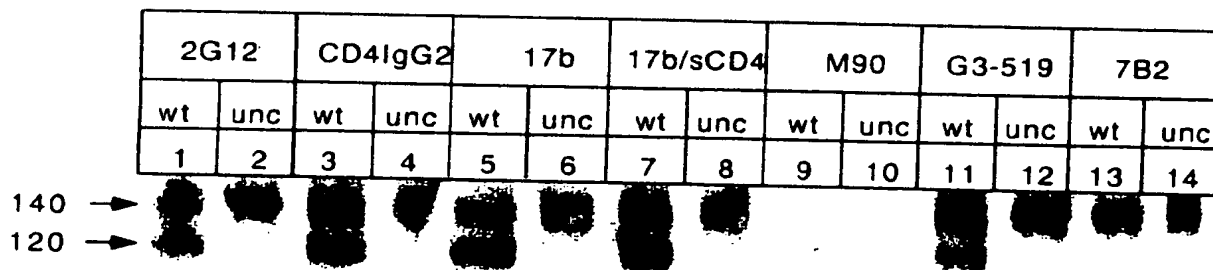 2G12 CD4IgG2 17b 17b/sCD4 M90 G3-519 7B2
wt unc wt unc wt unc wt unc wt unc wt unc wt unc
1 2 3 4 5 6 7 8 9 10 11 12 13 14
140
120